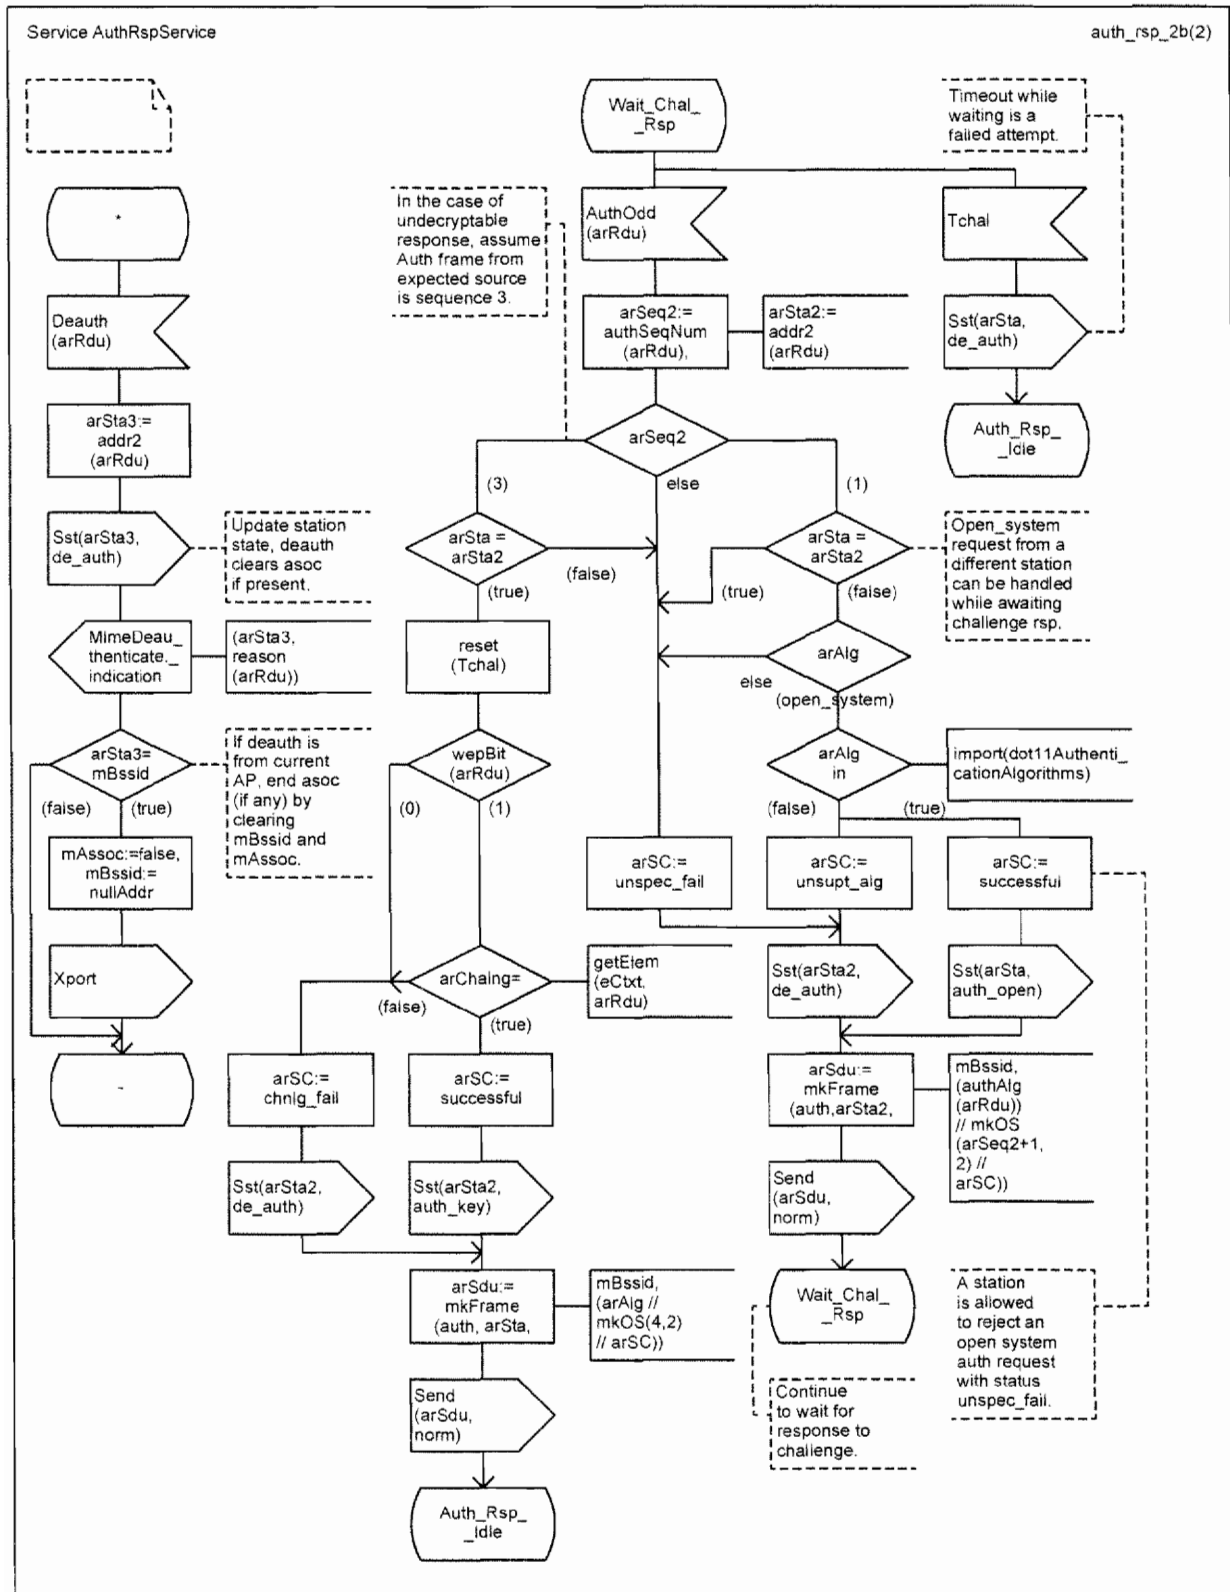 Service AuthRspService
auth_rsp_2b(2)
*
Deauth
(arRdu)
arSta3:=
addr2
(arRdu)
Sst(arSta3,
de_auth)
Update station
state, deauth
clears asoc
if present.
MlmeDeau_
thenticate._
indication
(arSta3,
reason
(arRdu))
arSta3=
mBssid
(false)
(true)
If deauth is
from current
AP, end asoc
(if any) by
clearing
mBssid and
mAssoc.
mAssoc:=false,
mBssid:=
nullAddr
Xport
-
Wait_Chal_
_Rsp
Timeout while
waiting is a
failed attempt.
In the case of
undecryptable
response, assume
Auth frame from
expected source
is sequence 3.
AuthOdd
(arRdu)
Tchal
arSeq2:=
authSeqNum
(arRdu),
arSta2:=
addr2
(arRdu)
Sst(arSta,
de_auth)
Auth_Rsp_
_Idle
arSeq2
(3)
else
(1)
arSta =
arSta2
(false)
(true)
arSta =
arSta2
(true)
(false)
Open_system
request from a
different station
can be handled
while awaiting
challenge rsp.
reset
(Tchal)
arAlg
else
(open_system)
wepBit
(arRdu)
(0)
(1)
arAlg
in
import(dot11Authenti_
cationAlgorithms)
(false)
(true)
arSC:=
unspec_fail
arSC:=
unsupt_alg
arSC:=
successful
arChalng=
getElem
(eCtxt,
arRdu)
(false)
(true)
Sst(arSta2,
de_auth)
Sst(arSta,
auth_open)
arSC:=
chnlg_fail
arSC:=
successful
arSdu:=
mkFrame
(auth,arSta2,
mBssid,
(authAlg
(arRdu))
// mkOS
(arSeq2+1,
2) //
arSC))
Sst(arSta2,
de_auth)
Sst(arSta2,
auth_key)
Send
(arSdu,
norm)
arSdu:=
mkFrame
(auth, arSta,
mBssid,
(arAlg //
mkOS(4,2)
// arSC))
Wait_Chal_
_Rsp
A station
is allowed
to reject an
open system
auth request
with status
unspec_fail.
Send
(arSdu,
norm)
Continue
to wait for
response to
challenge.
Auth_Rsp_
_Idle